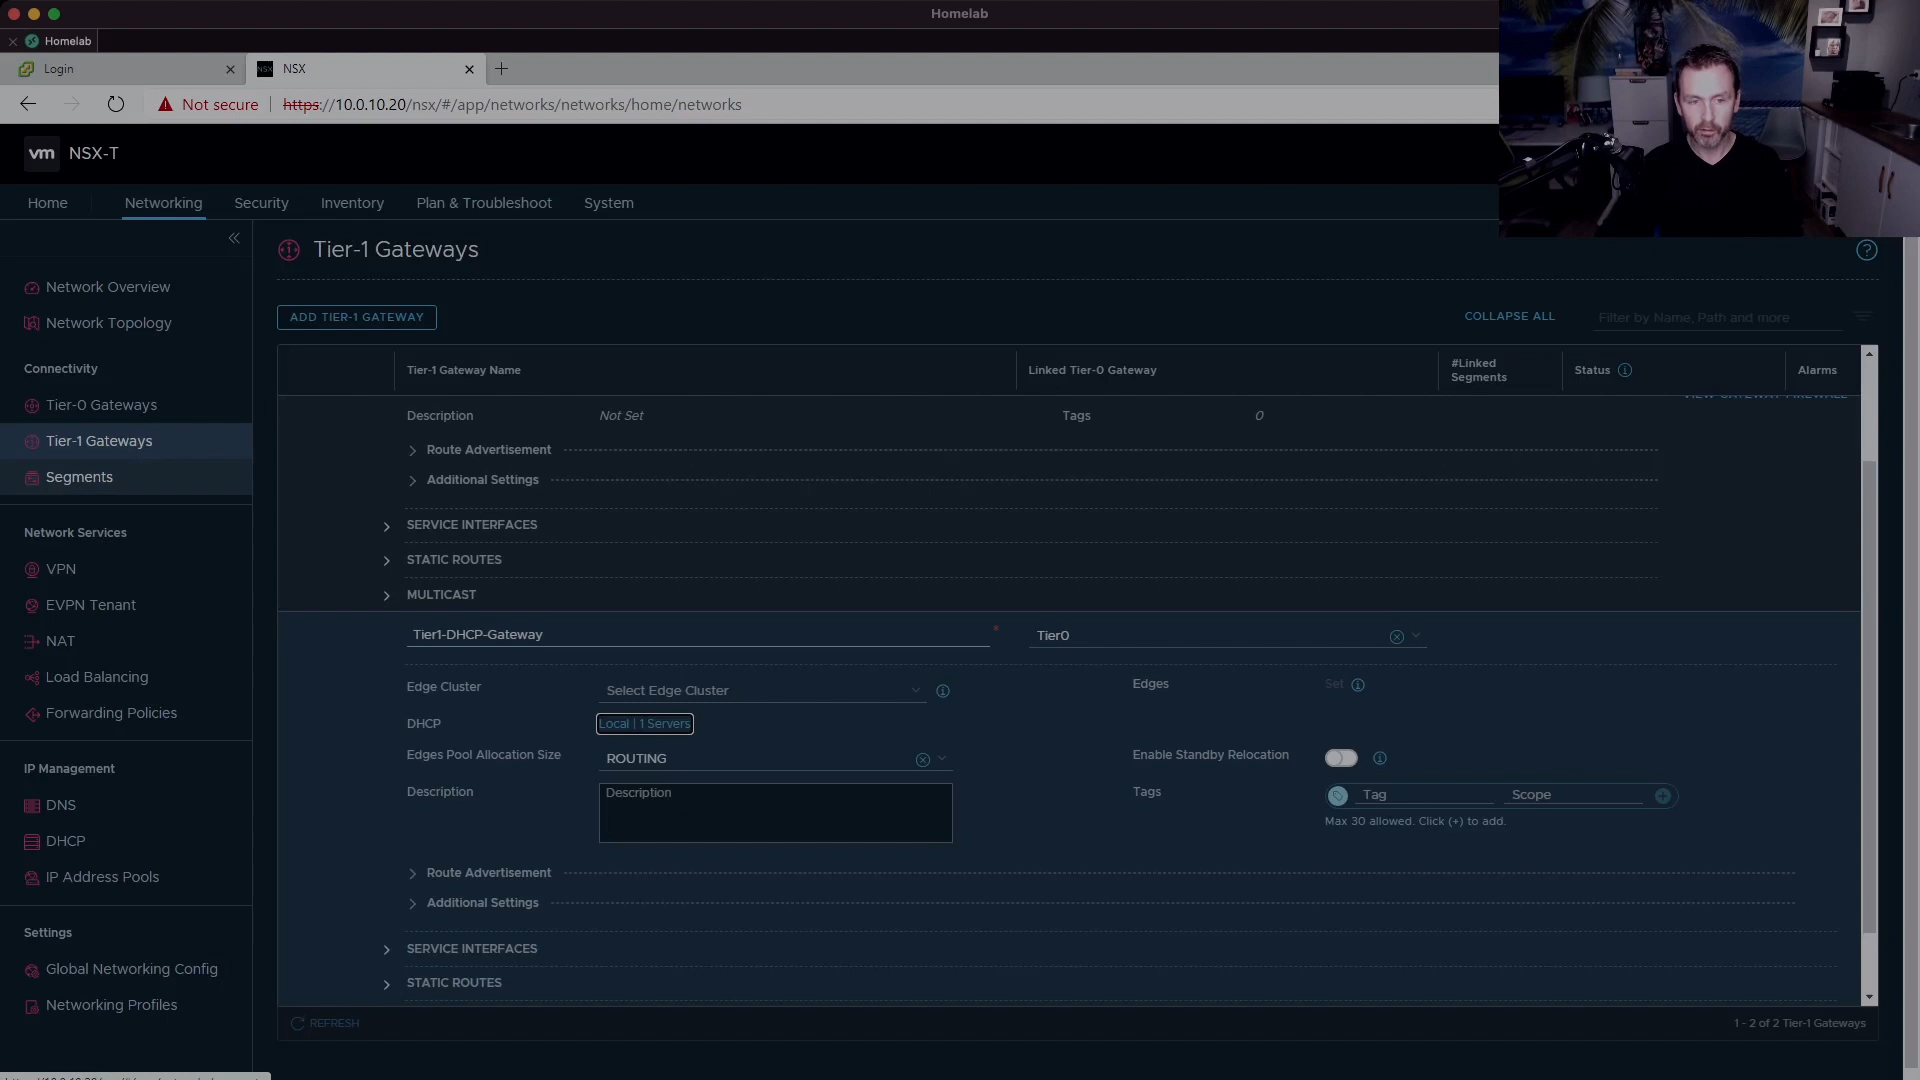 Homelab
Homelab
Login
NSX
Not secure
https://10.0.10.20/nsx/#/app/networks/networks/home/networks
vm NSX-T
Home
Networking
Security
Inventory
Plan & Troubleshoot
System
Network Overview
Network Topology
Connectivity
Tier-0 Gateways
Tier-1 Gateways
Segments
Network Services
VPN
EVPN Tenant
NAT
Load Balancing
Forwarding Policies
IP Management
DNS
DHCP
IP Address Pools
Settings
Global Networking Config
Networking Profiles
Tier-1 Gateways
ADD TIER-1 GATEWAY
COLLAPSE ALL
Filter by Name, Path and more
Tier-1 Gateway Name
Linked Tier-0 Gateway
#Linked
Segments
Status
Alarms
VIEW GATEWAY FIREWALL
Description
Not Set
Tags
0
Route Advertisement
Additional Settings
SERVICE INTERFACES
STATIC ROUTES
MULTICAST
Tier1-DHCP-Gateway
*
Tier0
Edge Cluster
Select Edge Cluster
Edges
Set
DHCP
Local | 1 Servers
Edges Pool Allocation Size
ROUTING
Enable Standby Relocation
Description
Description
Tags
Tag
Scope
Max 30 allowed. Click (+) to add.
Route Advertisement
Additional Settings
SERVICE INTERFACES
STATIC ROUTES
REFRESH
1 - 2 of 2 Tier-1 Gateways